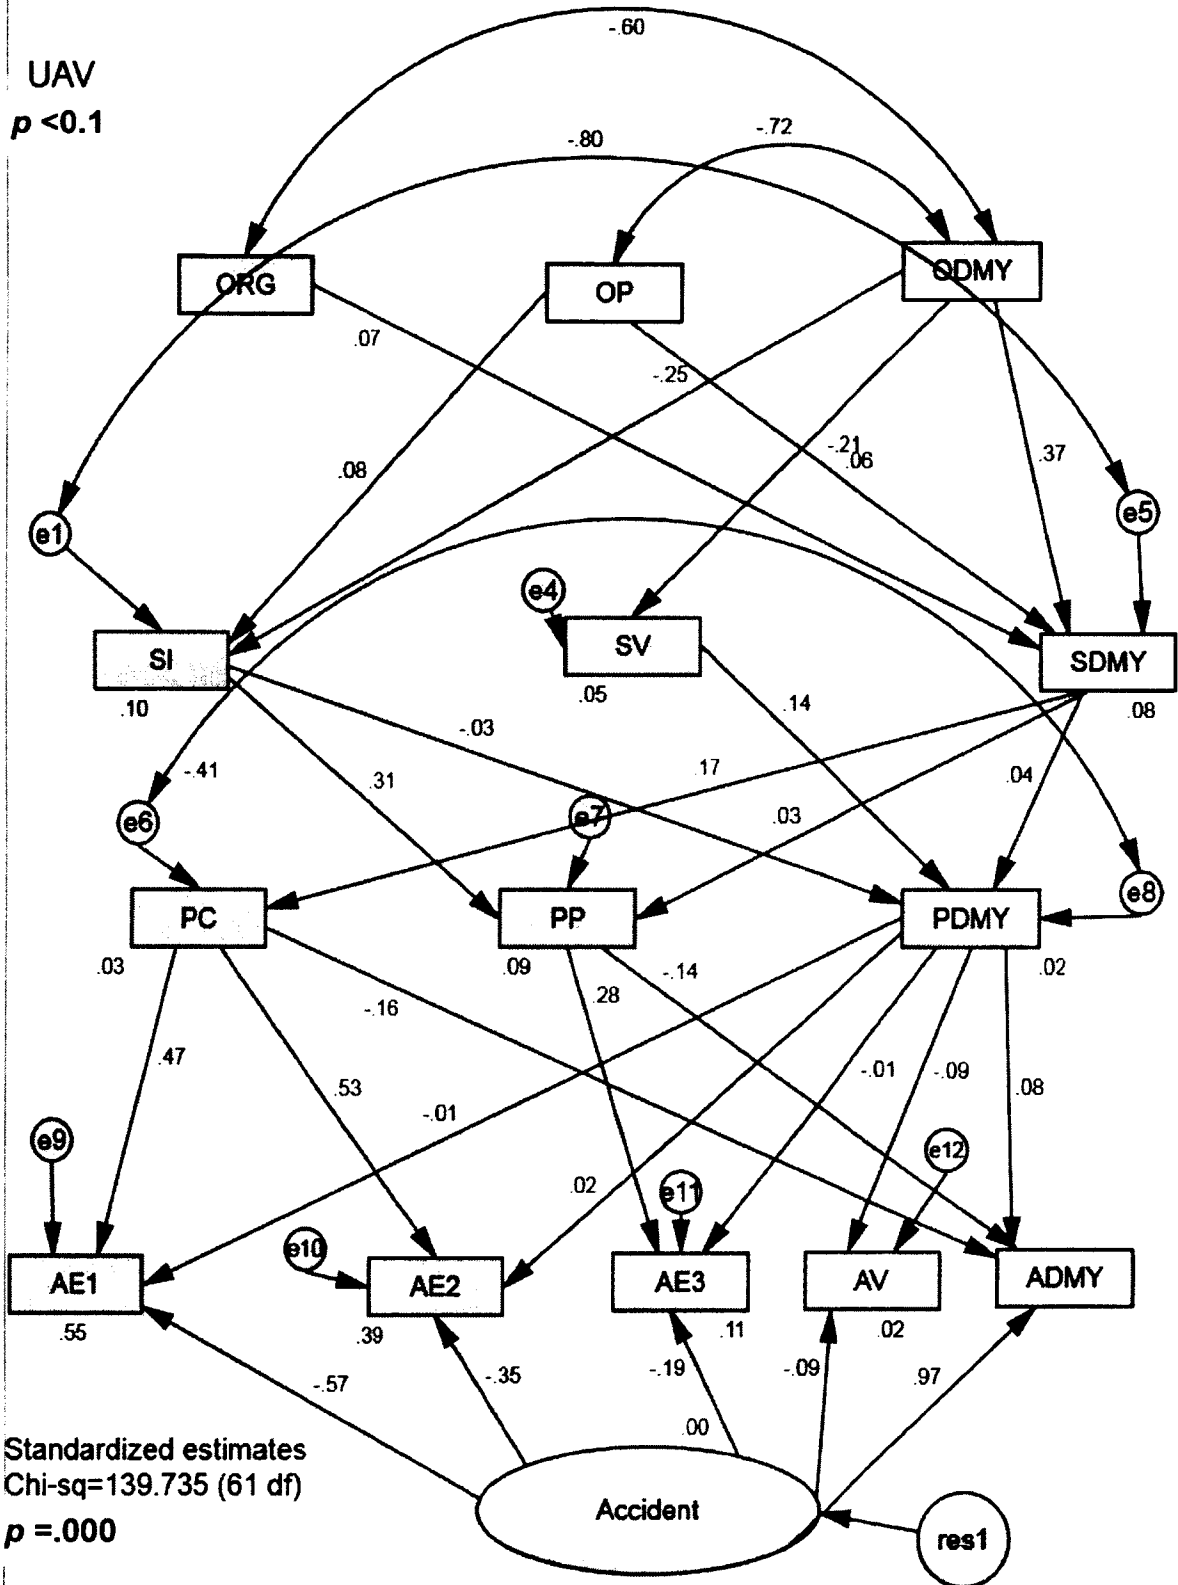 -.60
UAV
p <0.1
-.72
-.80
ORG
OP
ODMY
.07
-.25
-.21
.06
.08
.37
e1
e5
e4
SI
SV
SDMY
.10
.05
.08
-.03
.14
-.41
.31
.17
.04
e6
e7
.03
e8
PC
PP
PDMY
.03
.09
-.14
.02
.28
-.16
.47
.53
-.01
-.09
.08
-.01
e9
e12
.02
e11
e10
AE1
AE2
AE3
AV
ADMY
.55
.39
.11
.02
-.57
-.35
-.19
-.09
.97
.00
Standardized estimates
Chi-sq=139.735 (61 df)
p =.000
Accident
res1